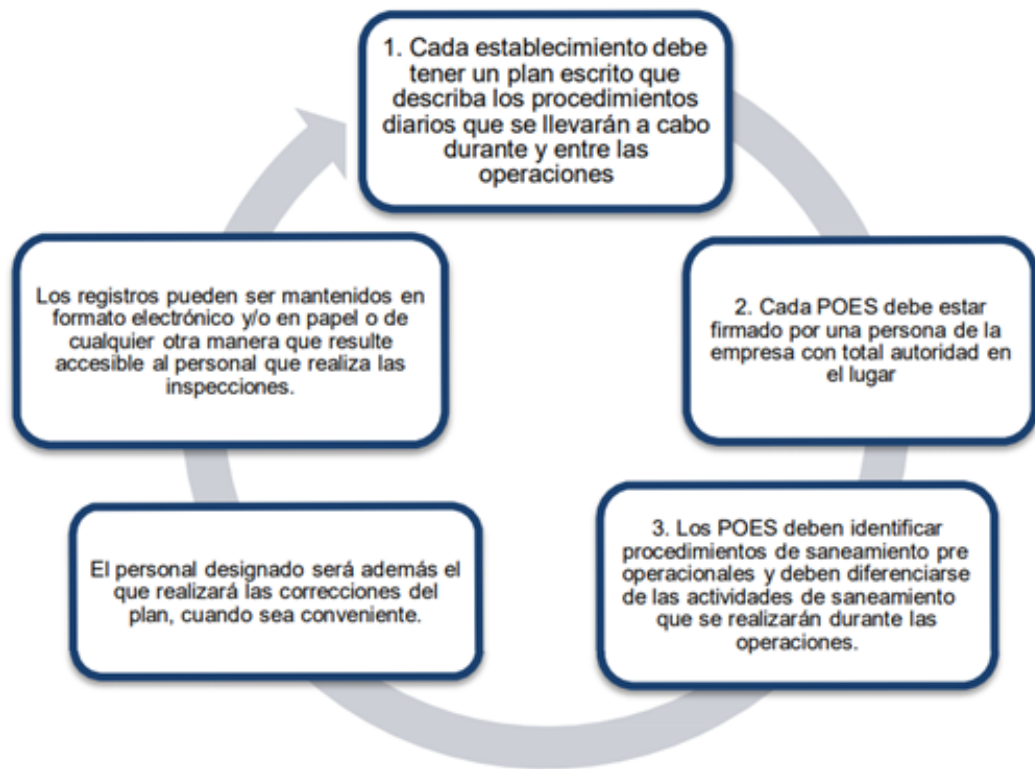 1. Cada establecimiento debe
tener un plan escrito que
describa los procedimientos
diarios que se llevarán a cabo
durante y entre las
operaciones
2. Cada POES debe estar
firmado por una persona de la
empresa con total autoridad en
el lugar
3. Los POES deben identificar
procedimientos de saneamiento pre
operacionales y deben diferenciarse
de las actividades de saneamiento
que se realizarán durante las
operaciones.
El personal designado será además el
que realizará las correcciones del
plan, cuando sea conveniente.
Los registros pueden ser mantenidos en
formato electrónico y/o en papel o de
cualquier otra manera que resulte
accesible al personal que realiza las
inspecciones.